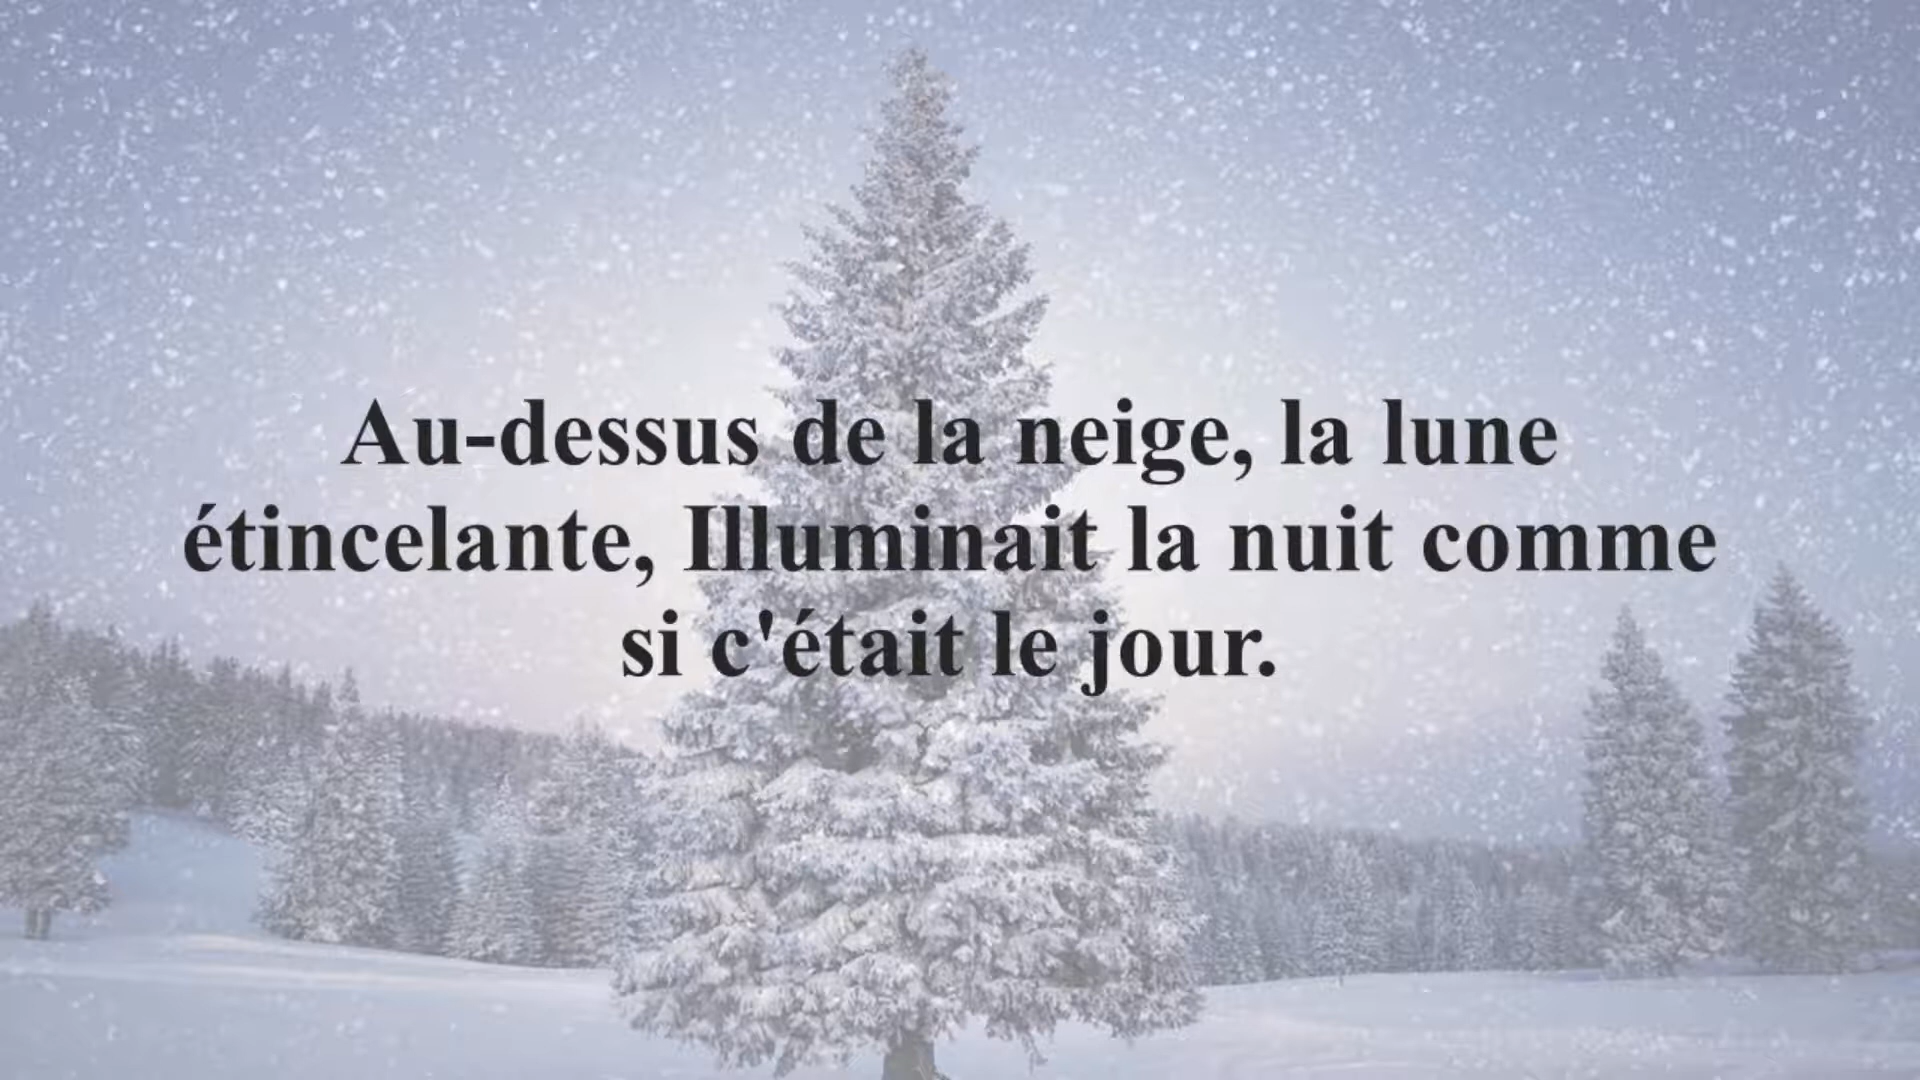 Au-dessus de la neige, la lune
étincelante, Illuminait la nuit comme
si c'était le jour.